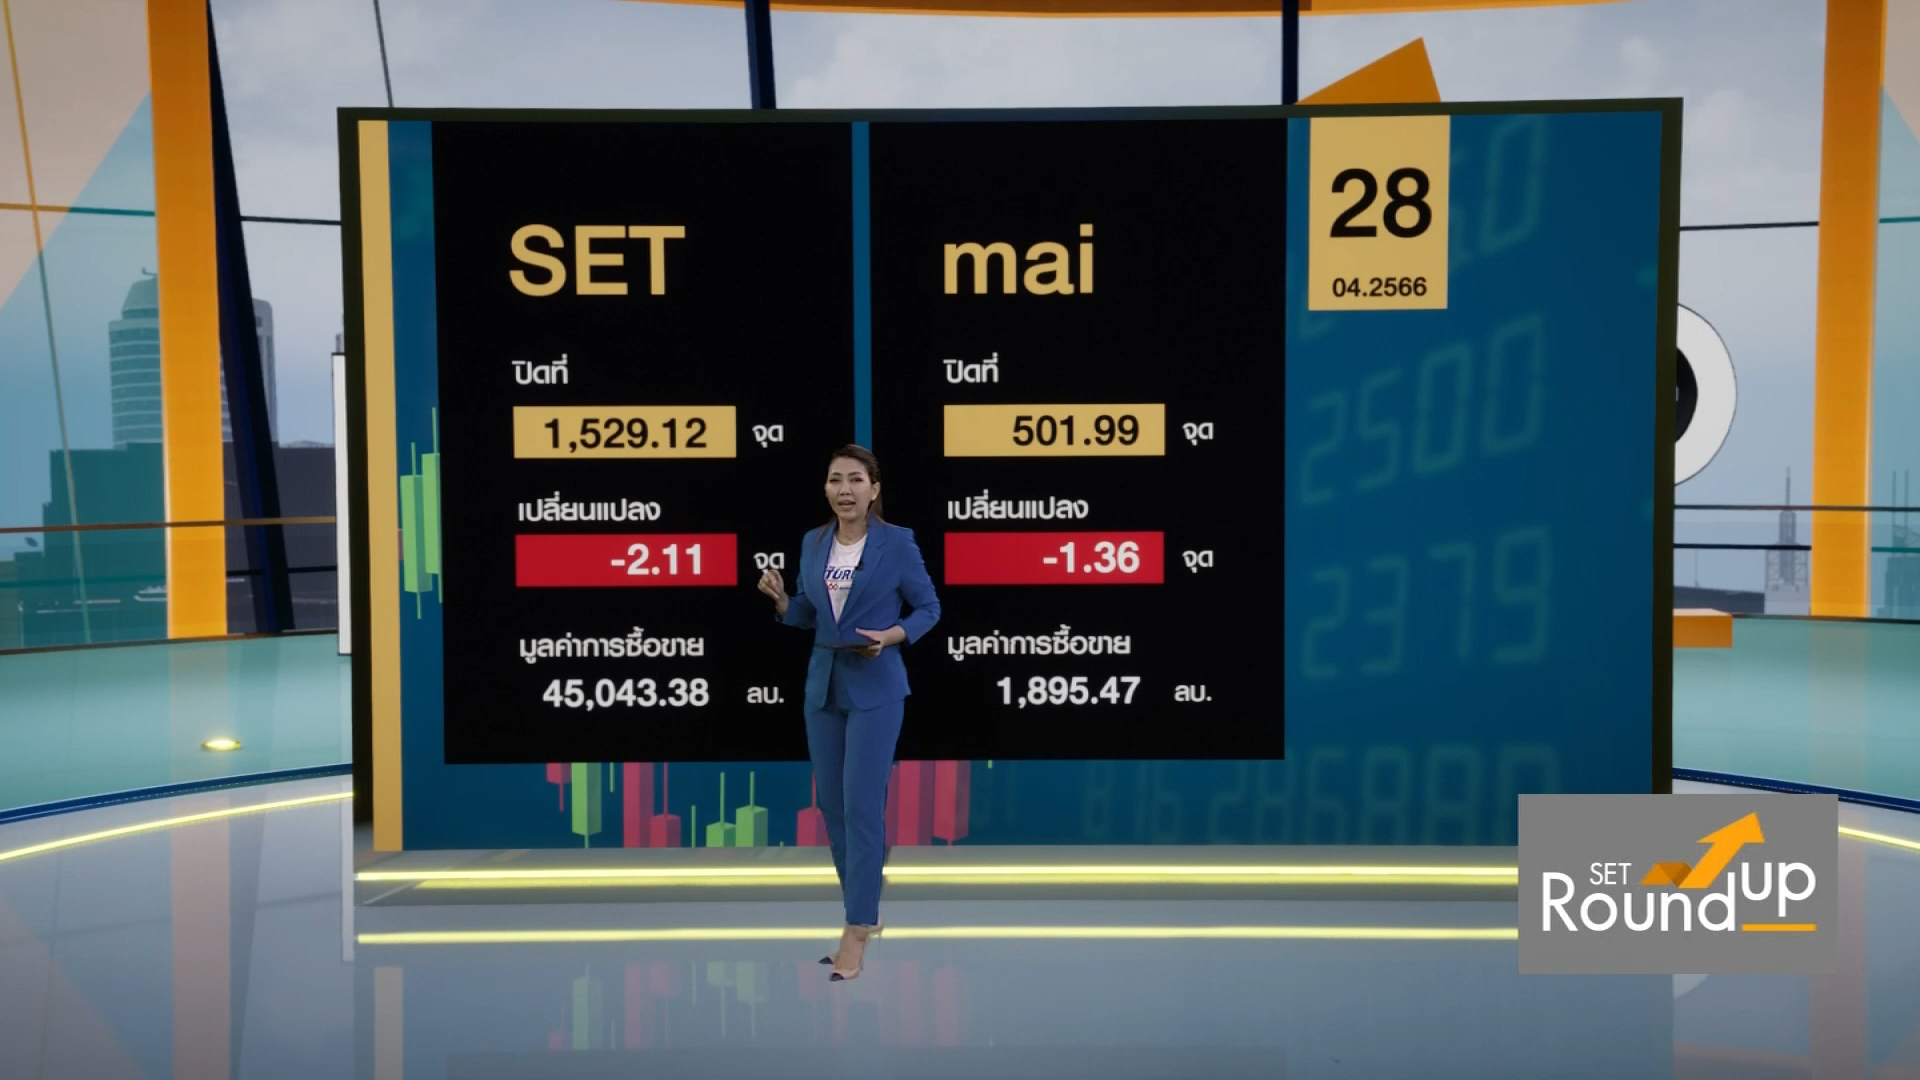 SET
ปิดที่
1,529.12 จุด
เปลี่ยนแปลง
-2.11 จุด
มูลค่าการซื้อขาย
45,043.38 ลบ.
mai
ปิดที่
501.99 จุด
เปลี่ยนแปลง
-1.36 จุด
มูลค่าการซื้อขาย
1,895.47 ลบ.
28
04.2566
2500
2379
SET
Roundup